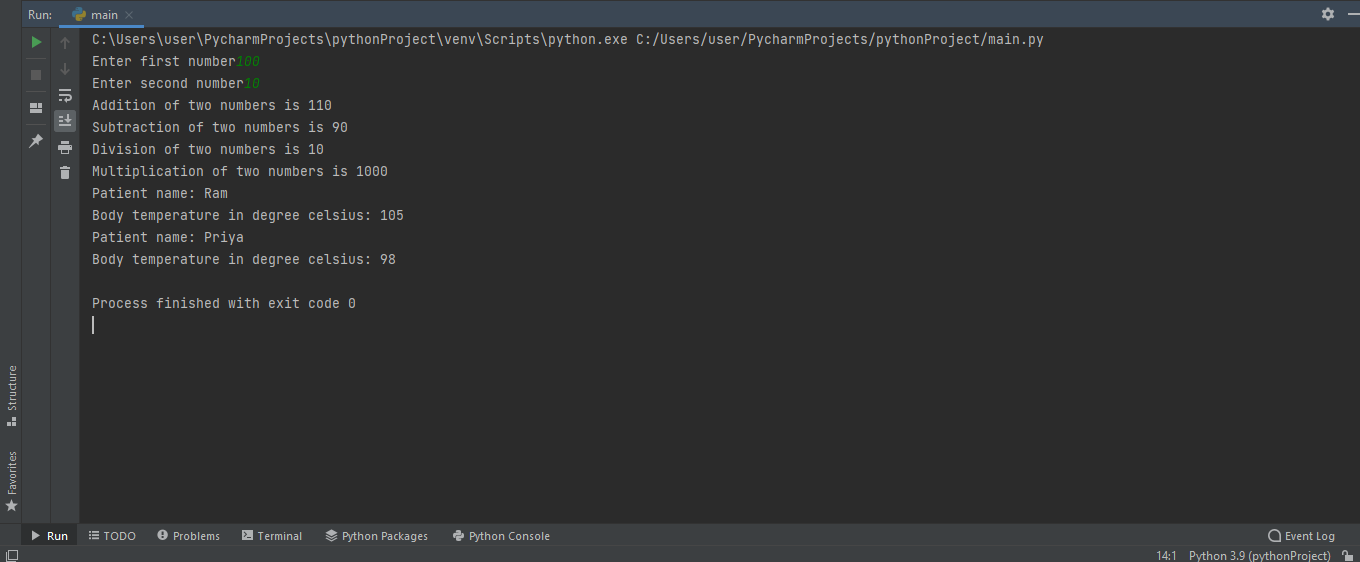 Run: main
C:\Users\user\PycharmProjects\pythonProject\venv\Scripts\python.exe C:/Users/user/PycharmProjects/pythonProject/main.py
Enter first number100
Enter second number10
Addition of two numbers is 110
Subtraction of two numbers is 90
Division of two numbers is 10
Multiplication of two numbers is 1000
Patient name: Ram
Body temperature in degree celsius: 105
Patient name: Priya
Body temperature in degree celsius: 98
Process finished with exit code 0
Structure
Favorites
Run TODO Problems Terminal Python Packages Python Console Event Log
14:1 Python 3.9 (pythonProject)